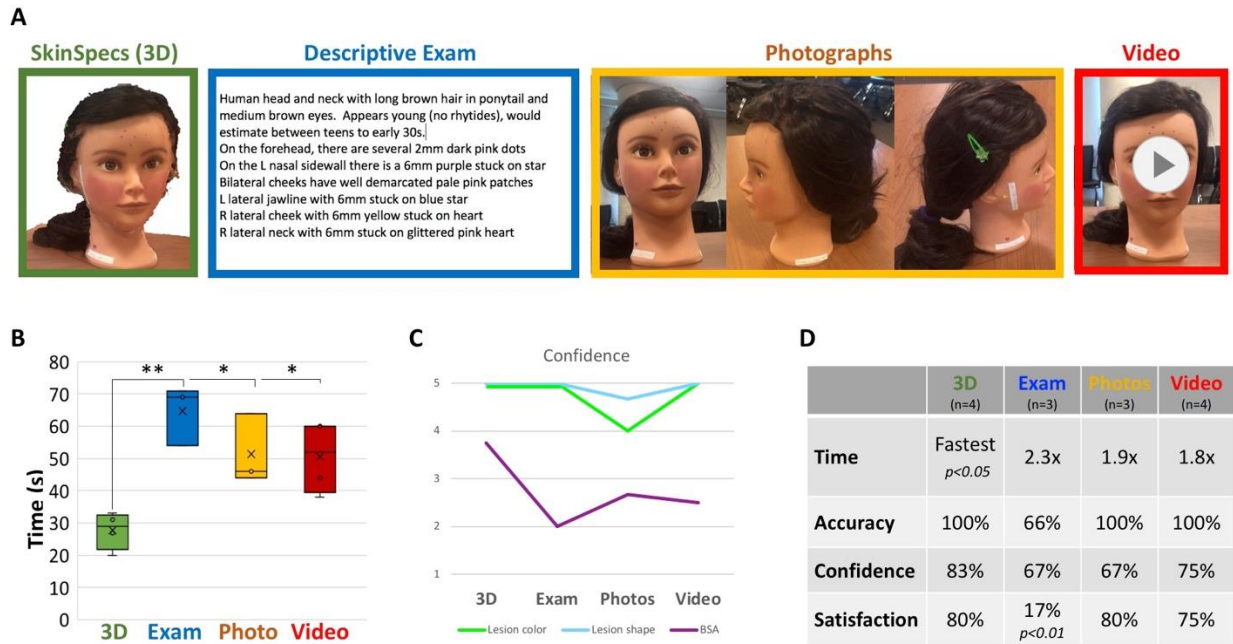 A
SkinSpecs (3D)
Descriptive Exam
Photographs
Video
Human head and neck with long brown hair in ponytail and
medium brown eyes.  Appears young (no rhytides), would
estimate between teens to early 30s.
On the forehead, there are several 2mm dark pink dots
On the L nasal sidewall there is a 6mm purple stuck on star
Bilateral cheeks have well demarcated pale pink patches
L lateral jawline with 6mm stuck on blue star
R lateral cheek with 6mm yellow stuck on heart
R lateral neck with 6mm stuck on glittered pink heart
B
Time (s)
80
70
60
50
40
30
20
10
0
** * *
3D Exam Photo Video
C
Confidence
5
4
3
2
1
3D Exam Photos Video
Lesion color Lesion shape BSA
D
3D Exam Photos Video
(n=4) (n=3) (n=3) (n=4)
Time Fastest 2.3x 1.9x 1.8x
p<0.05
Accuracy 100% 66% 100% 100%
Confidence 83% 67% 67% 75%
Satisfaction 80% 17% 80% 75%
p<0.01